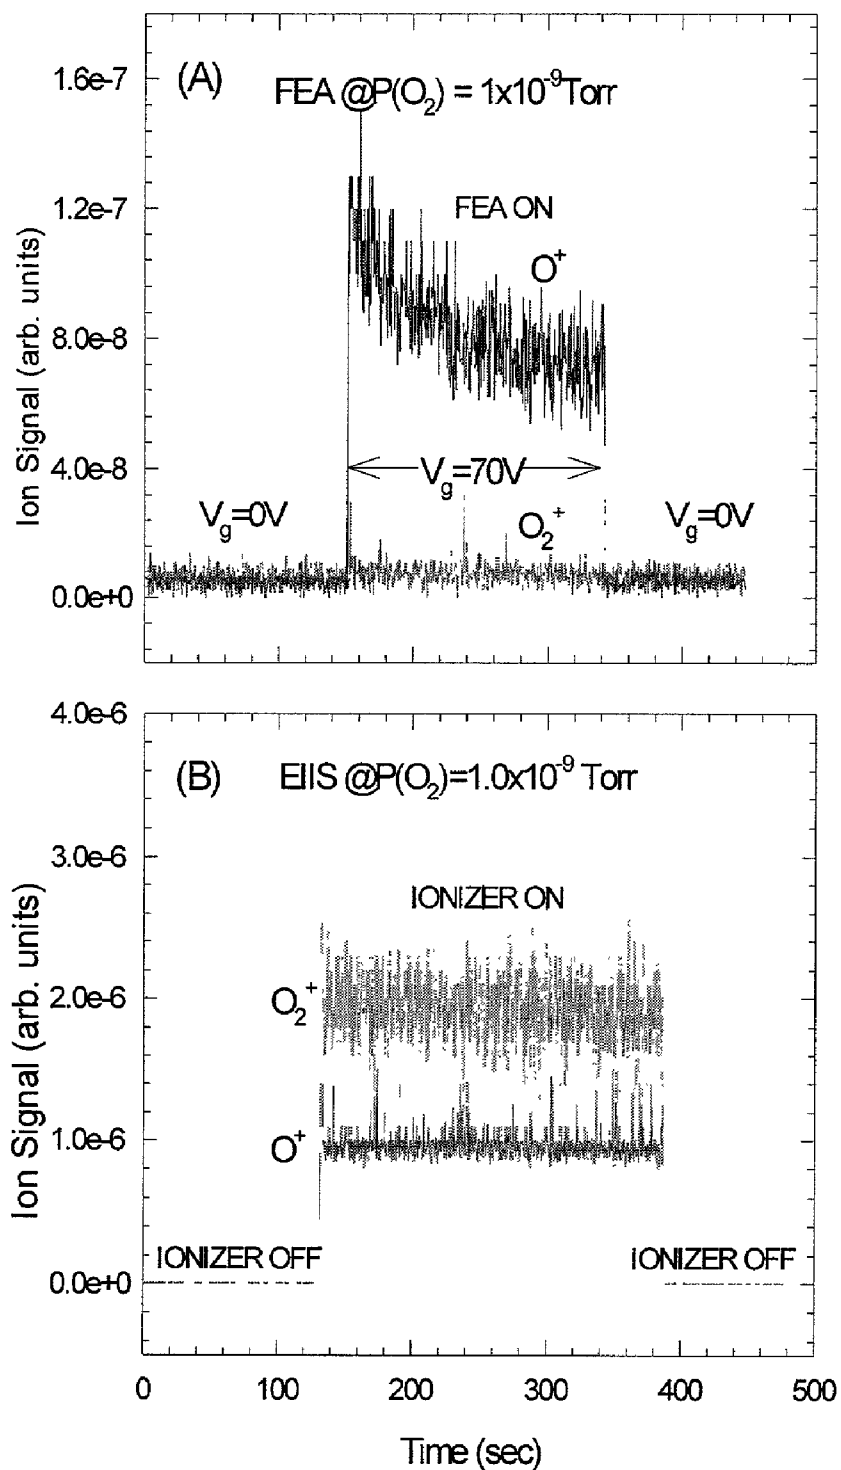 (A)
FEA @P(O₂) = 1x10⁻⁹Torr
1.6e-7
1.2e-7
8.0e-8
4.0e-8
0.0e+0
Ion Signal (arb. units)
FEA ON
O⁺
V_g=70V
V_g=0V
O₂⁺
V_g=0V
(B)
EIIS @P(O₂)=1.0x10⁻⁹ Torr
4.0e-6
3.0e-6
2.0e-6
1.0e-6
0.0e+0
Ion Signal (arb. units)
IONIZER ON
O₂⁺
O⁺
IONIZER OFF
IONIZER OFF
0 100 200 300 400 500
Time (sec)